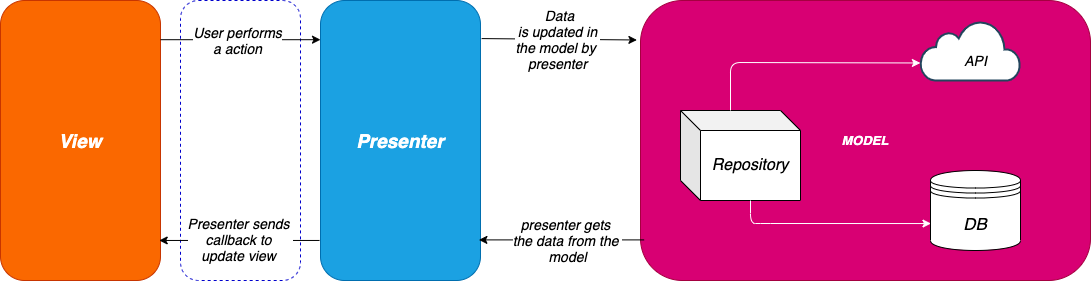 User performs
a action
Data
is updated in
the model by
presenter
API
View
Presenter
MODEL
Repository
DB
Presenter sends
callback to
update view
presenter gets
the data from the
model